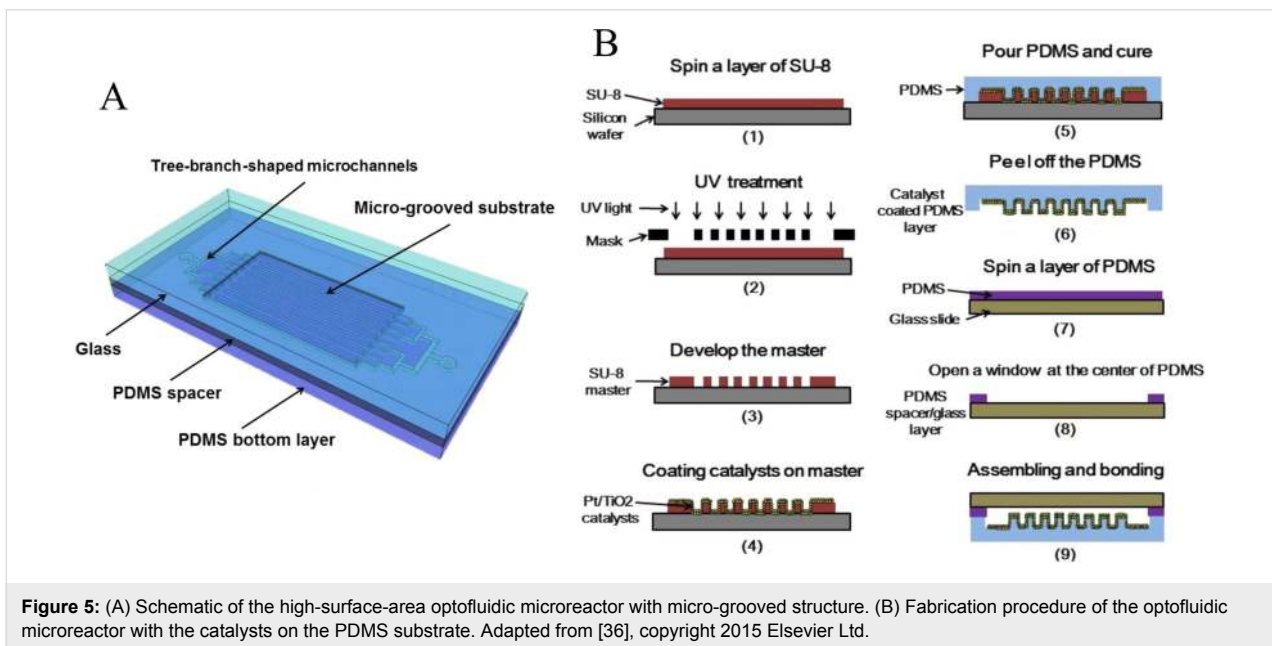 A
Tree-branch-shaped microchannels
Micro-grooved substrate
Glass
PDMS spacer
PDMS bottom layer
B
Spin a layer of SU-8
SU-8
Silicon
wafer
(1)
UV treatment
UV light
Mask
(2)
Develop the master
SU-8
master
(3)
Coating catalysts on master
Pt/TiO2
catalysts
(4)
Pour PDMS and cure
PDMS
(5)
Peel off the PDMS
Catalyst
coated PDMS
layer
(6)
Spin a layer of PDMS
PDMS
Glass slide
(7)
Open a window at the center of PDMS
PDMS
spacer/glass
layer
(8)
Assembling and bonding
(9)
Figure 5: (A) Schematic of the high-surface-area optofluidic microreactor with micro-grooved structure. (B) Fabrication procedure of the optofluidic
microreactor with the catalysts on the PDMS substrate. Adapted from [36], copyright 2015 Elsevier Ltd.